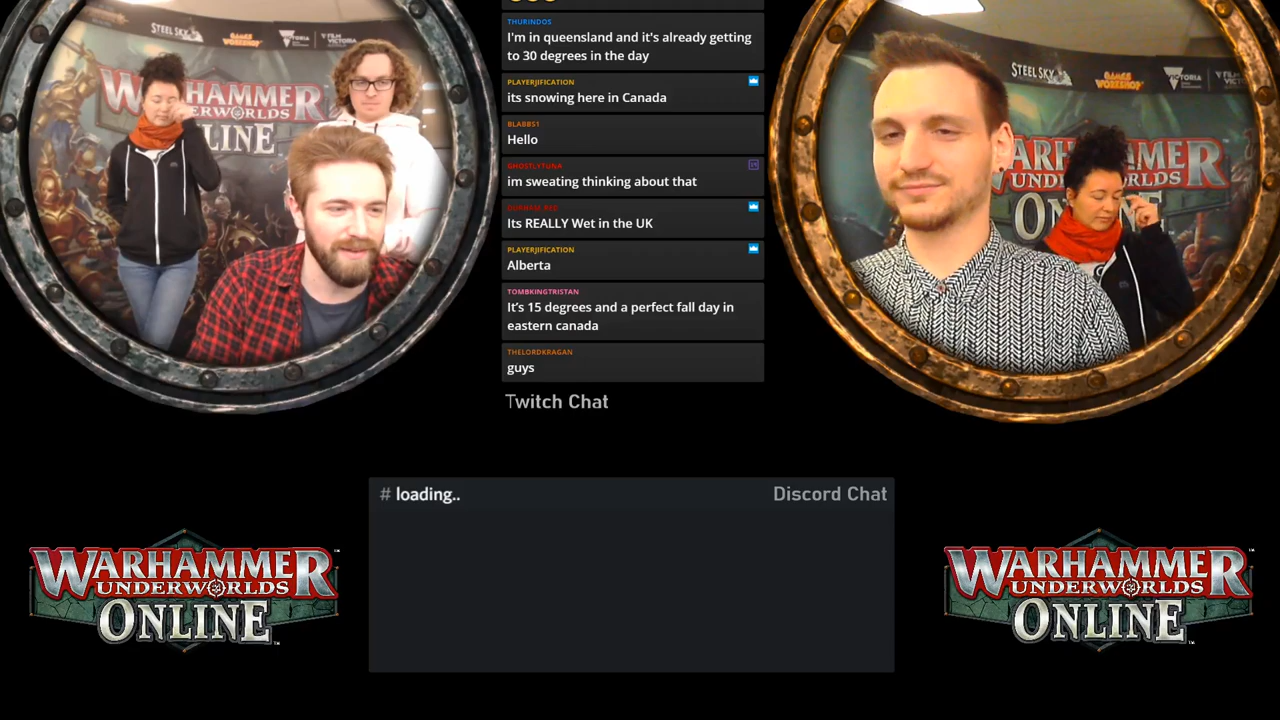 STEEL SKY
GAMES
WORKSHOP
VICTORIA
FILM
VICTORIA
WARHAMMER
UNDERWORLDS
ONLINE
THURINDOS
I'm in queensland and it's already getting
to 30 degrees in the day
PLAYERJIFICATION
its snowing here in Canada
BLABBS1
Hello
GHOSTLYTUNA
im sweating thinking about that
Its REALLY Wet in the UK
PLAYERJIFICATION
Alberta
TOMBKINGTRISTAN
It's 15 degrees and a perfect fall day in
eastern canada
THELORDKRAGAN
guys
Twitch Chat
STEEL SKY
GAMES
WORKSHOP
# loading..
Discord Chat
WARHAMMER
UNDERWORLDS
ONLINE
WARHAMMER
UNDERWORLDS
ONLINE